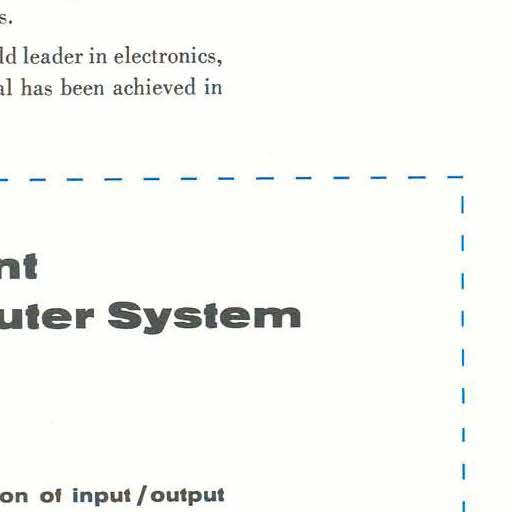 s.
ld leader in electronics,
al has been achieved in
nt
uter System
on of input/output